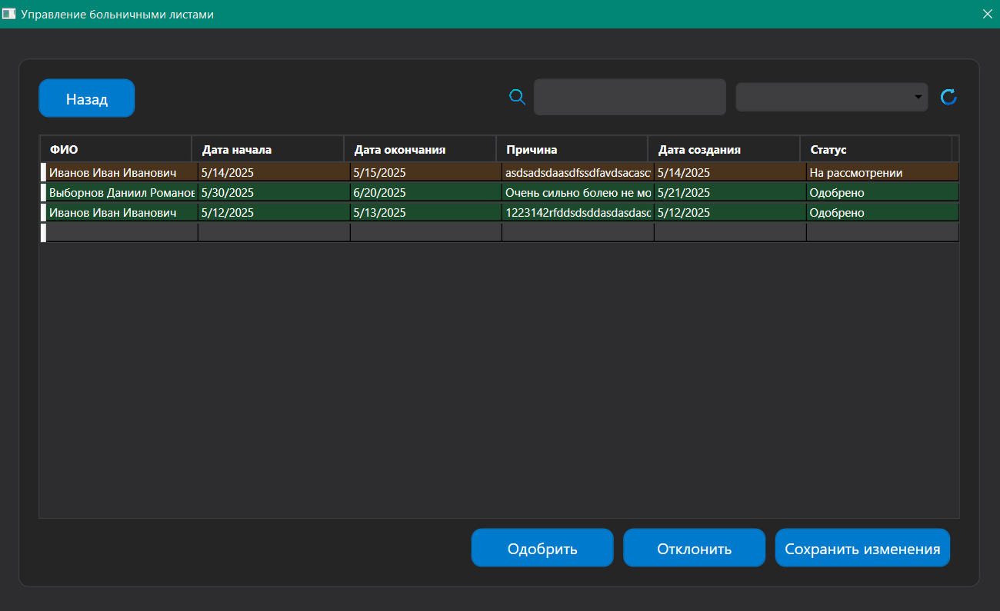 Управление больничными листами
Назад
ФИО Дата начала Дата окончания Причина Дата создания Статус
Иванов Иван Иванович 5/14/2025 5/15/2025 asdsadsdaasdfssdfavdsacasc 5/14/2025 На рассмотрении
Выборнов Даниил Романов 5/30/2025 6/20/2025 Очень сильно болею не мо 5/21/2025 Одобрено
Иванов Иван Иванович 5/12/2025 5/13/2025 1223142rfddsdsddasdasdasc 5/12/2025 Одобрено
Одобрить Отклонить Сохранить изменения